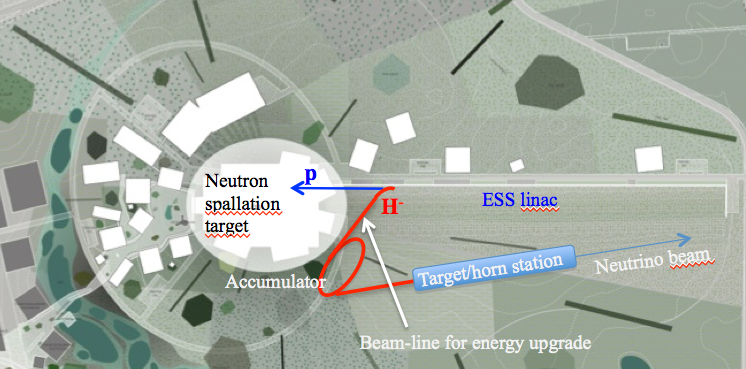 Neutron
spallation
target
p
H-
ESS linac
Accumulator
Target/horn station
Neutrino beam
Beam-line for energy upgrade